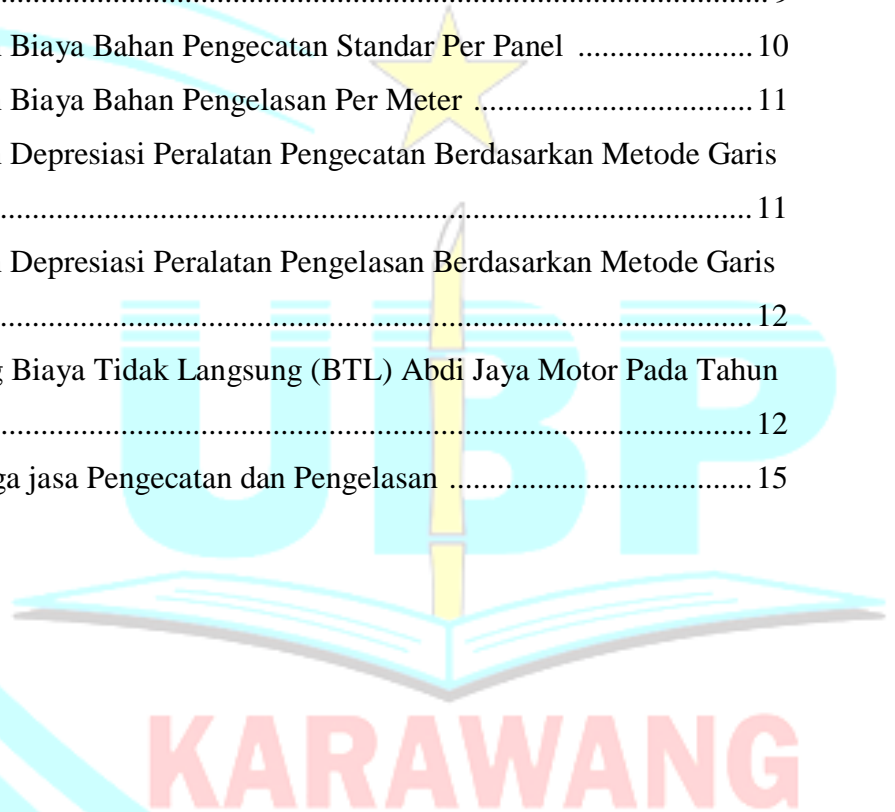 9
Biaya Bahan Pengecatan Standar Per Panel ...................... 10
Biaya Bahan Pengelasan Per Meter ................................... 11
Depresiasi Peralatan Pengecatan Berdasarkan Metode Garis
............................................................................................... 11
Depresiasi Peralatan Pengelasan Berdasarkan Metode Garis
............................................................................................... 12
Biaya Tidak Langsung (BTL) Abdi Jaya Motor Pada Tahun
............................................................................................... 12
ga jasa Pengecatan dan Pengelasan ...................................... 15
UBP
KARAWANG